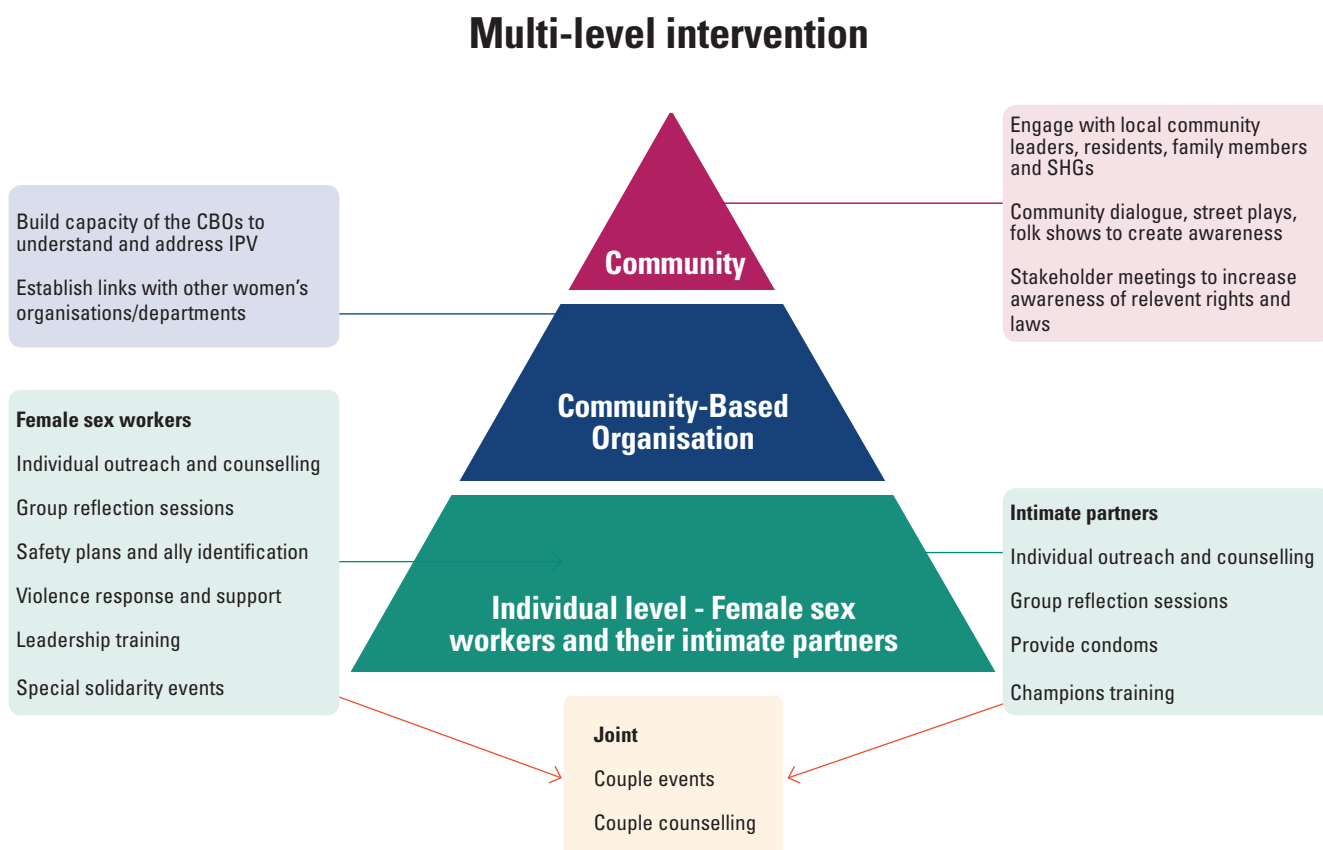 Multi-level intervention
Engage with local community
leaders, residents, family members
and SHGs
Community dialogue, street plays,
folk shows to create awareness
Stakeholder meetings to increase
awareness of relevent rights and
laws
Build capacity of the CBOs to
understand and address IPV
Establish links with other women's
organisations/departments
Community
Community-Based
Organisation
Female sex workers
Individual outreach and counselling
Group reflection sessions
Safety plans and ally identification
Violence response and support
Leadership training
Special solidarity events
Individual level - Female sex
workers and their intimate partners
Intimate partners
Individual outreach and counselling
Group reflection sessions
Provide condoms
Champions training
Joint
Couple events
Couple counselling